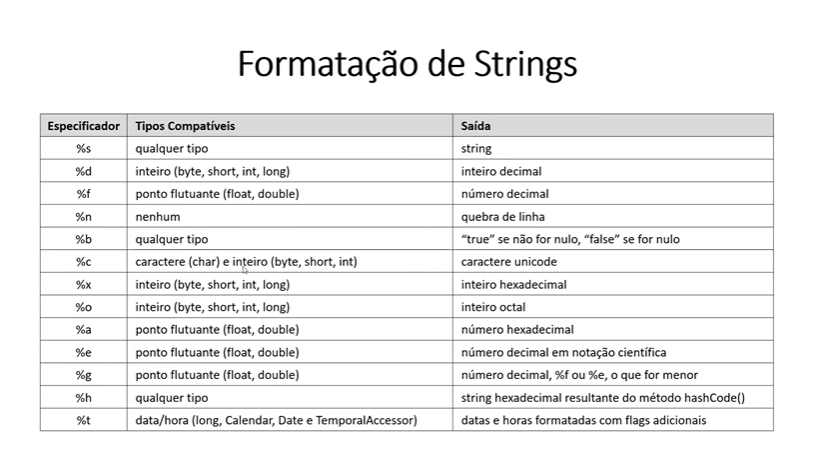 Formatação de Strings
Especificador Tipos Compatíveis Saída
%s qualquer tipo string
%d inteiro (byte, short, int, long) inteiro decimal
%f ponto flutuante (float, double) número decimal
%n nenhum quebra de linha
%b qualquer tipo “true” se não for nulo, “false” se for nulo
%c caractere (char) e inteiro (byte, short, int) caractere unicode
%x inteiro (byte, short, int, long) inteiro hexadecimal
%o inteiro (byte, short, int, long) inteiro octal
%a ponto flutuante (float, double) número hexadecimal
%e ponto flutuante (float, double) número decimal em notação científica
%g ponto flutuante (float, double) número decimal, %f ou %e, o que for menor
%h qualquer tipo string hexadecimal resultante do método hashCode()
%t data/hora (long, Calendar, Date e TemporalAccessor) datas e horas formatadas com flags adicionais